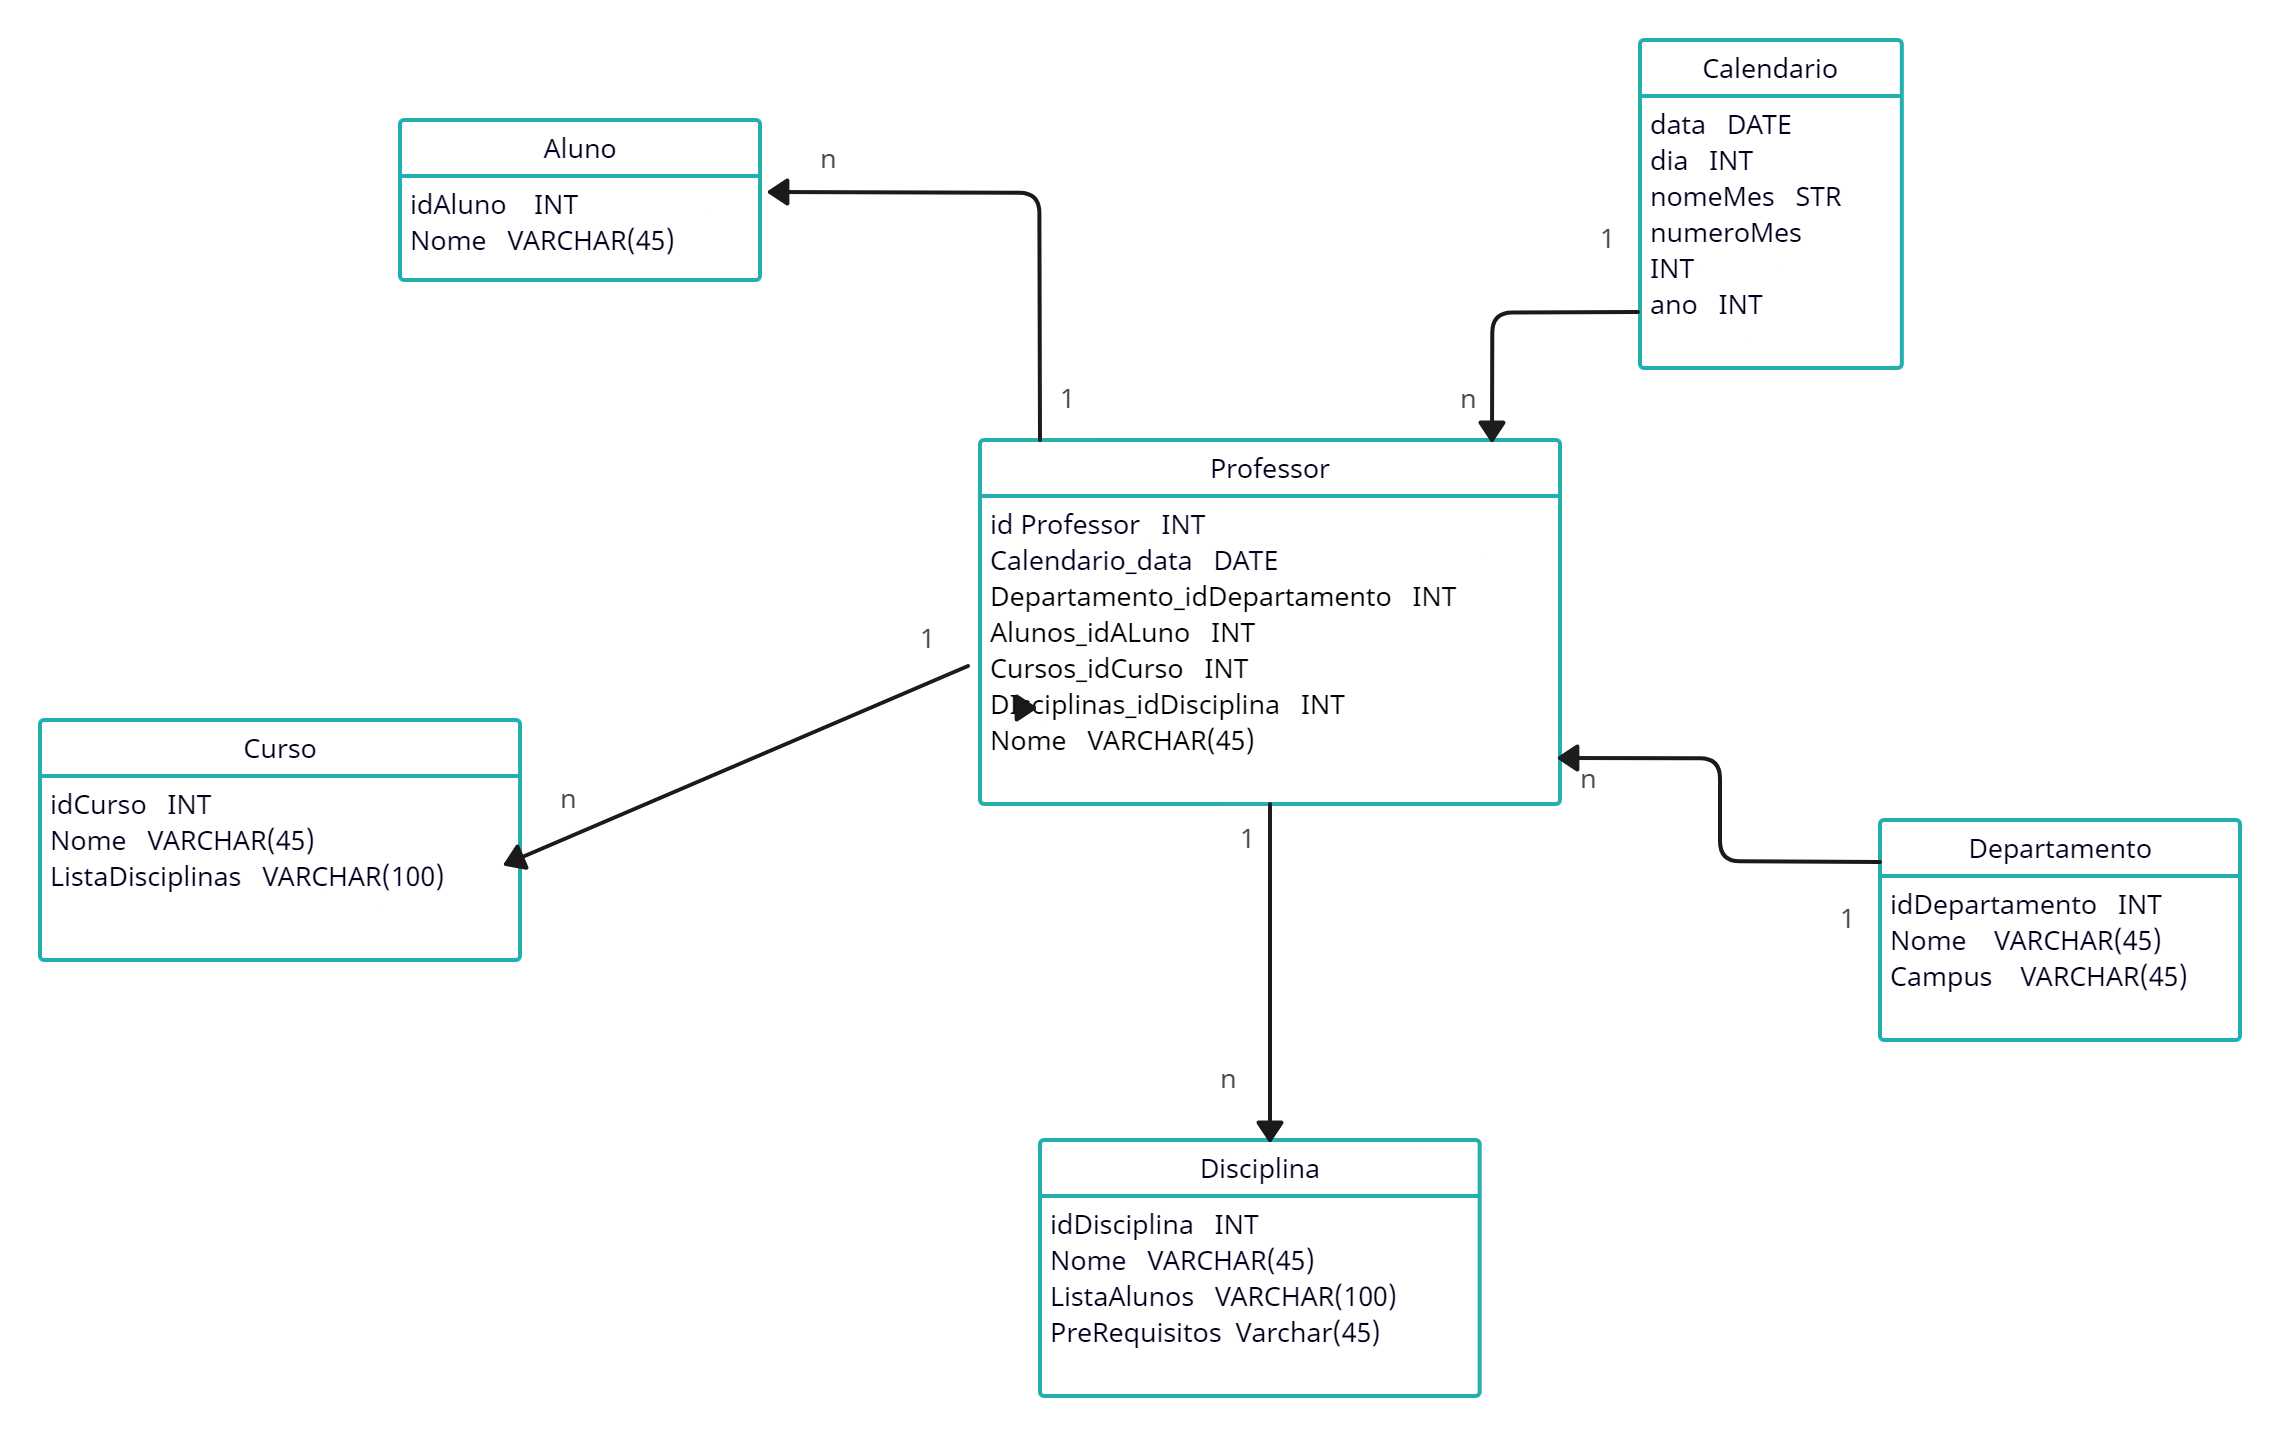 Calendario
data DATE
dia INT
nomeMes STR
numeroMes
INT
ano INT
1
n
Aluno
idAluno INT
Nome VARCHAR(45)
n
1
Professor
id Professor INT
Calendario_data DATE
Departamento_idDepartamento INT
Alunos_idALuno INT
Cursos_idCurso INT
DIsciplinas_idDisciplina INT
Nome VARCHAR(45)
1
n
Curso
idCurso INT
Nome VARCHAR(45)
ListaDisciplinas VARCHAR(100)
n
1
Departamento
idDepartamento INT
Nome VARCHAR(45)
Campus VARCHAR(45)
1
n
Disciplina
idDisciplina INT
Nome VARCHAR(45)
ListaAlunos VARCHAR(100)
PreRequisitos Varchar(45)